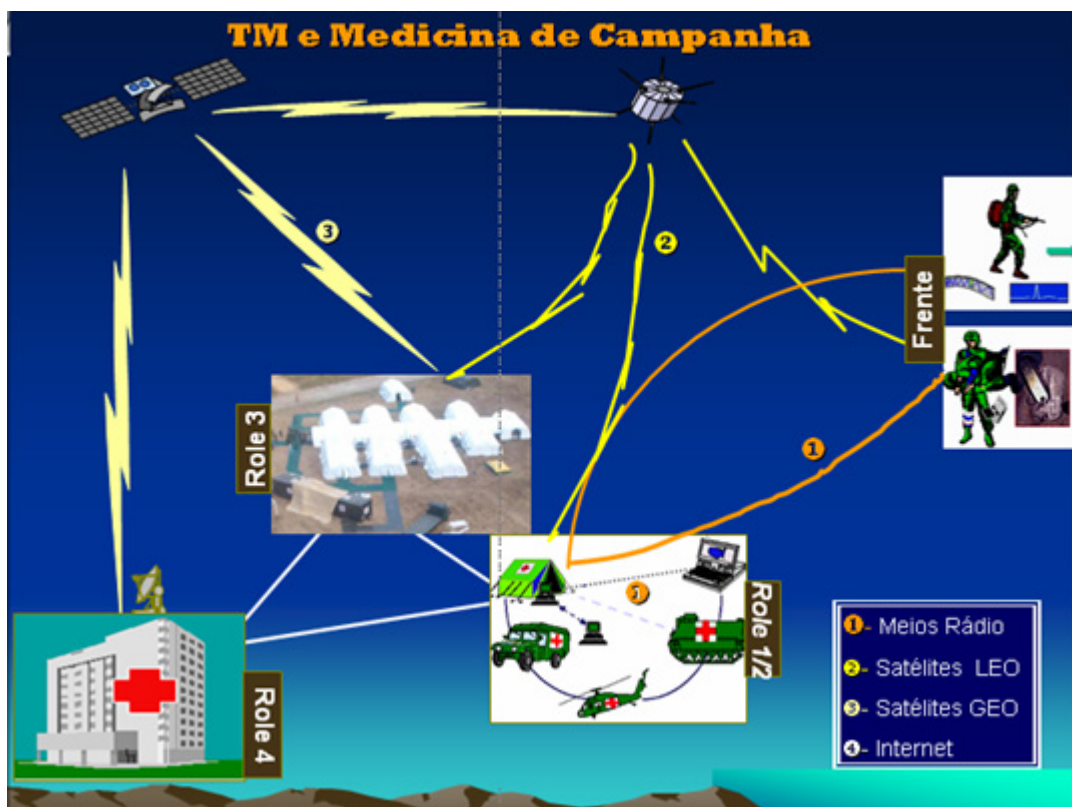 TM e Medicina de Campanha
3
2
Frente
1
Role 3
1
Role 1/2
Role 4
1- Meios Rádio
2- Satélites LEO
3- Satélites GEO
4- Internet